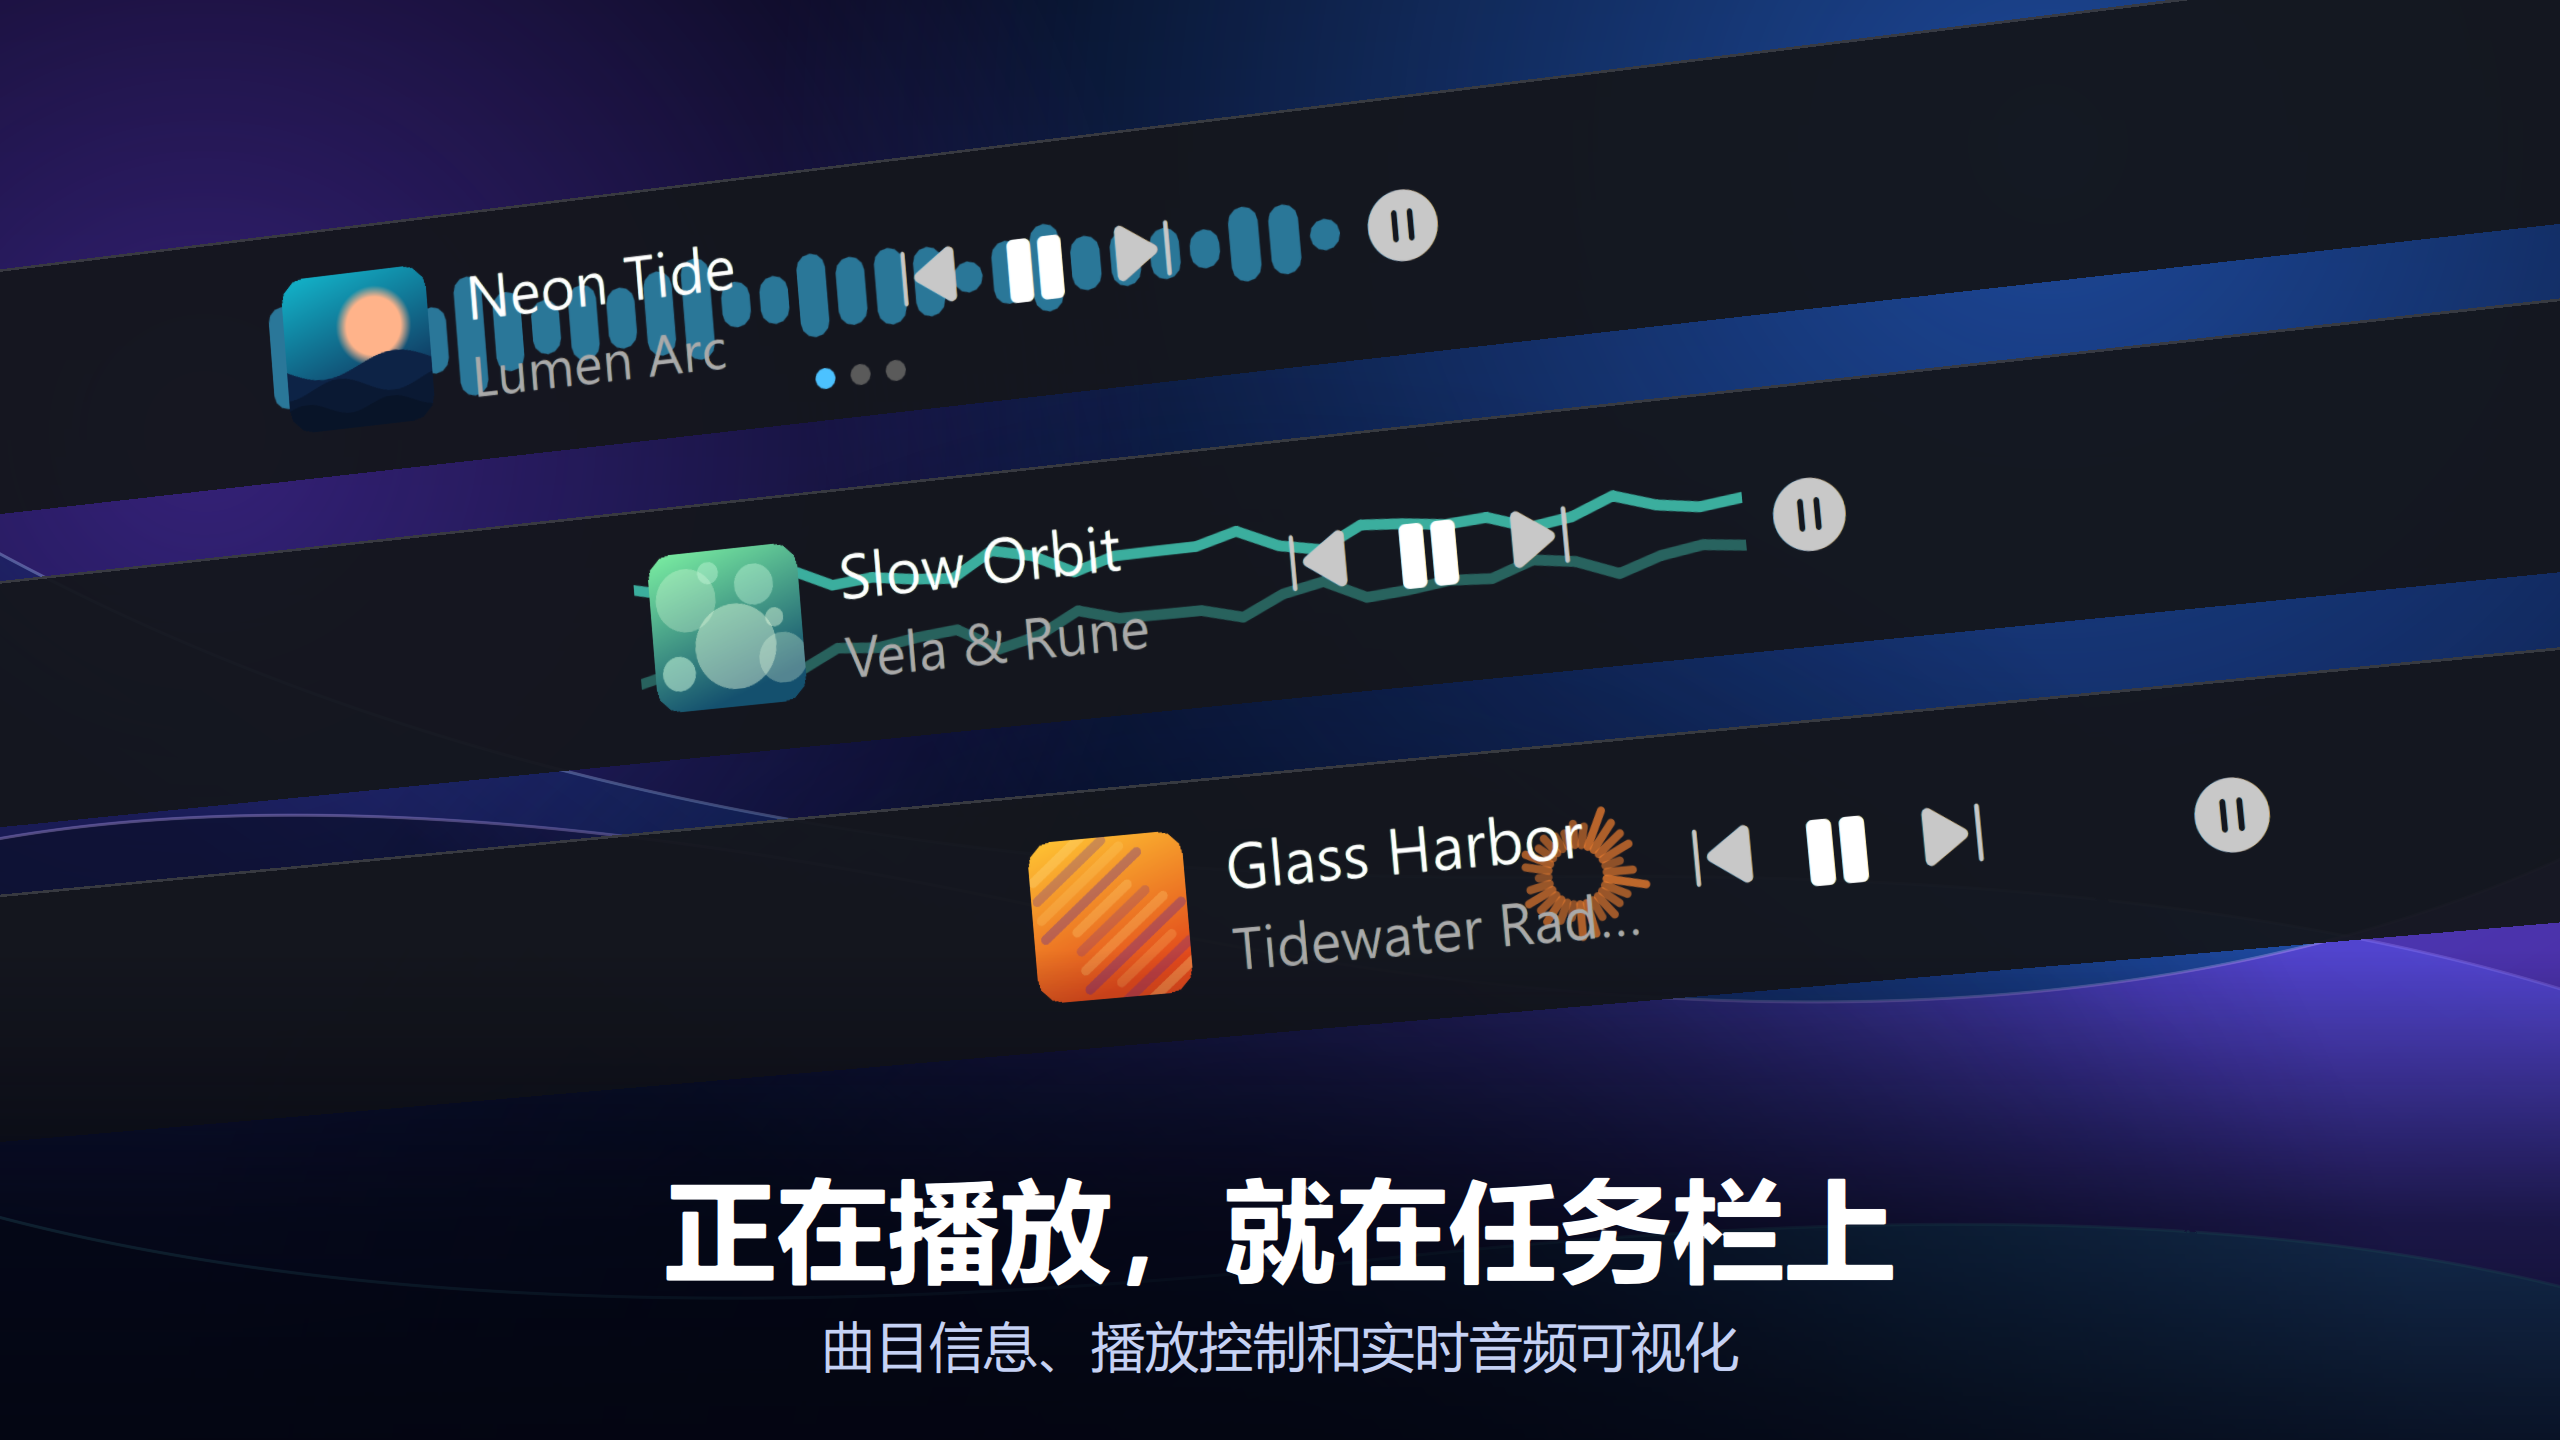 Neon Tide
Lumen Arc
Slow Orbit
Vela & Rune
Glass Harbor
Tidewater Rad...
正在播放，就在任务栏上
曲目信息、播放控制和实时音频可视化